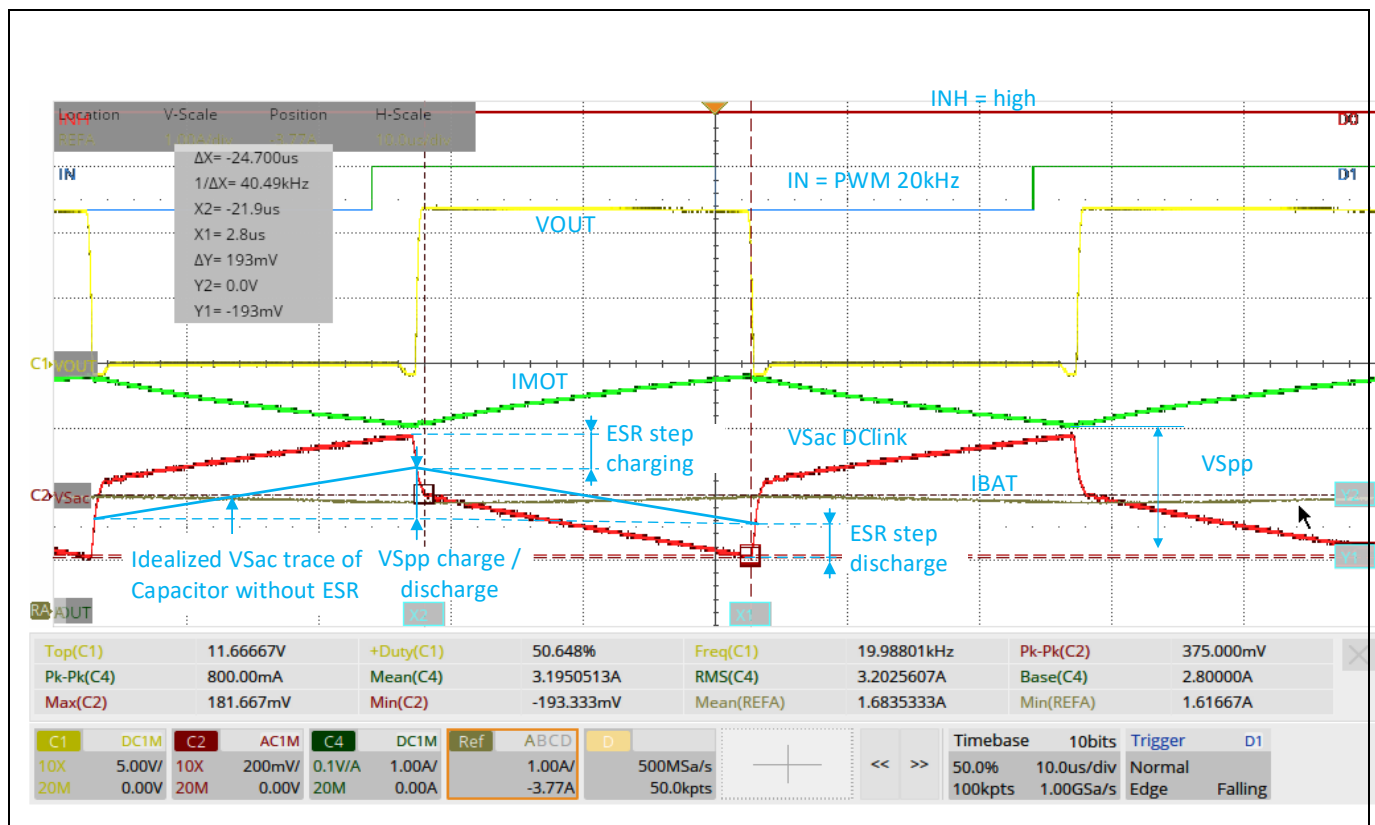 INH = high
Location V-Scale Position H-Scale
INH
D0
ΔX= -24.700us
1/ΔX= 40.49kHz
X2= -21.9us
X1= 2.8us
ΔY= 193mV
Y2= 0.0V
Y1= -193mV
IN
IN = PWM 20kHz
D1
VOUT
C1 VOUT
IMOT
ESR step
charging
VSac DClink
VSpp
C2 VSac
IBAT
Y2
Idealized VSac trace of
Capacitor without ESR
VSpp charge /
discharge
ESR step
discharge
Y1
RA
X2
X1
Top(C1) 11.66667V +Duty(C1) 50.648% Freq(C1) 19.98801kHz Pk-Pk(C2) 375.000mV
Pk-Pk(C4) 800.00mA Mean(C4) 3.1950513A RMS(C4) 3.2025607A Base(C4) 2.80000A
Max(C2) 181.667mV Min(C2) -193.333mV Mean(REFA) 1.6835333A Min(REFA) 1.61667A
C1 DC1M C2 AC1M C4 DC1M Ref ABCD D << >> Timebase 10bits Trigger D1
10X 5.00V/ 10X 200mV/ 0.1V/A 1.00A/ 1.00A/ 500MSa/s 50.0% 10.0us/div Normal
20M 0.00V 20M 0.00V 20M 0.00A -3.77A 50.0kpts 100kpts 1.00GSa/s Edge Falling